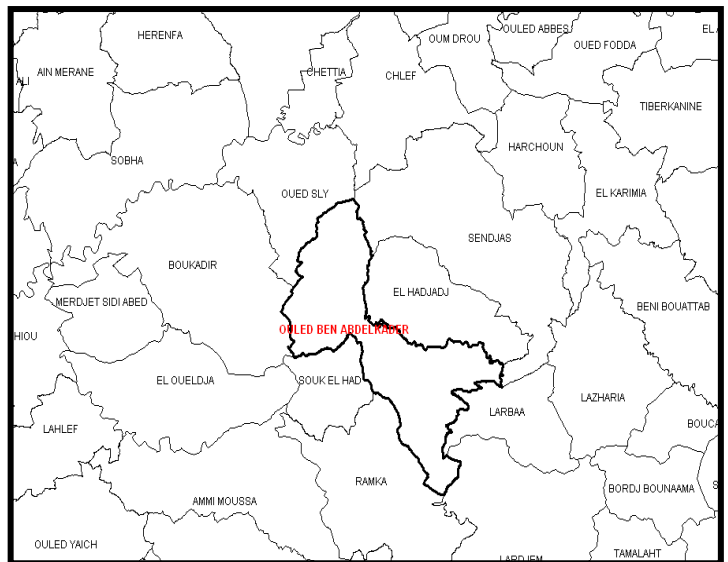 HERENFA
OUM DROU
OULED ABBES
OUED FODDA
AIN MERANE
CHETTIA
CHLEF
TIBERKANINE
HARCHOUN
SOBHA
EL KARIMIA
OUED SLY
SENDJAS
BOUKADIR
EL HADJADJ
MERDJET SIDI ABED
BENI BOUATTAB
OULED BEN ABDELKADER
HIOU
EL OUELDJA
SOUK EL HAD
LAZHARIA
LARBAA
LAHLEF
BOUCA
RAMKA
BORDJ BOUNAAMA
AMMI MOUSSA
OULED YAICH
LARDJEM
TAMALAHT